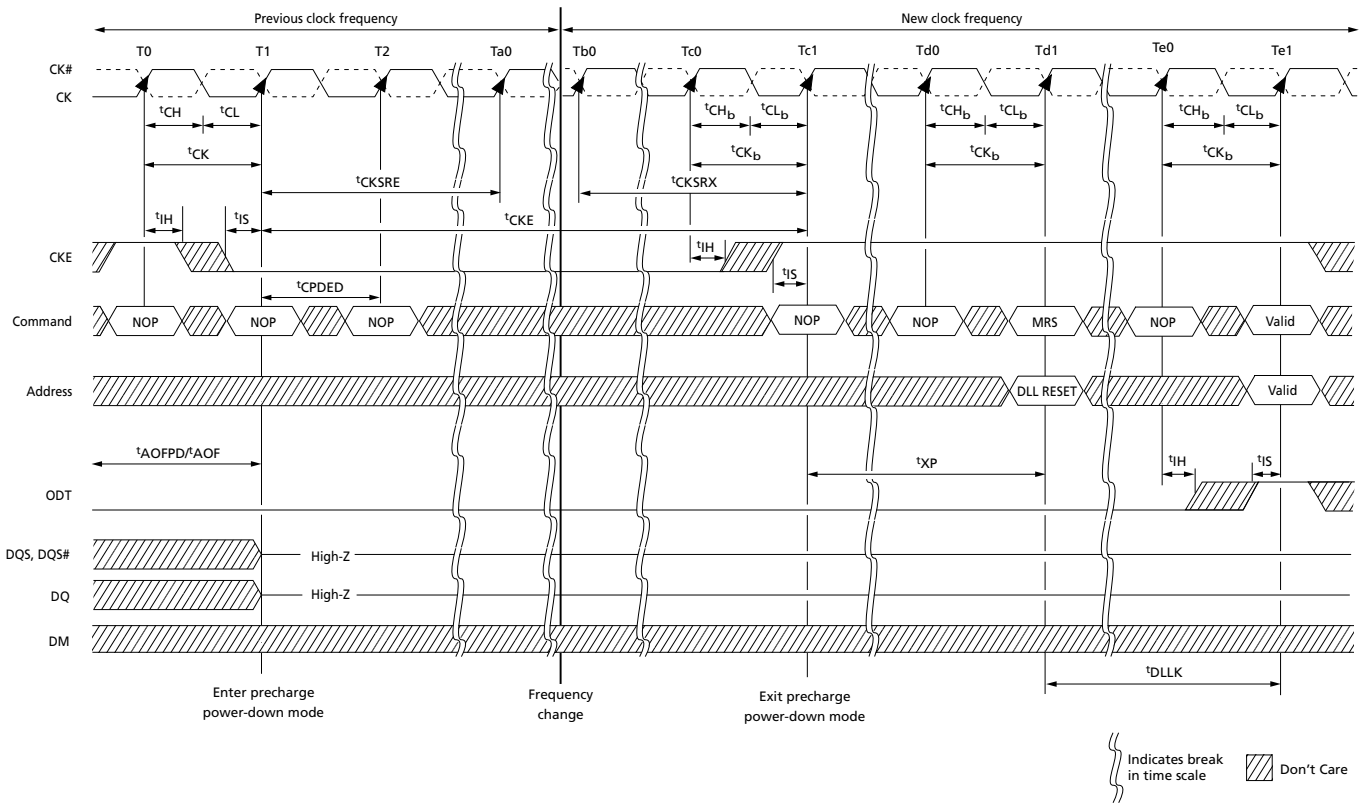 Previous clock frequency New clock frequency
T0 T1 T2 Ta0 Tb0 Tc0 Tc1 Td0 Td1 Te0 Te1
CK#
CK
tCH tCL tCHb tCLb tCHb tCLb tCHb tCLb
tCK tCKb tCKb tCKb
tCKSRE tCKSRX
tIH tIS tCKE
CKE tIH
tIS
tCPDED
Command NOP NOP NOP NOP NOP MRS NOP Valid
Address DLL RESET Valid
tAOFPD/tAOF tXP tIH tIS
ODT
DQS, DQS# High-Z
DQ High-Z
DM
tDLLK
Enter precharge
power-down mode
Frequency
change
Exit precharge
power-down mode
Indicates break
in time scale
Don't Care